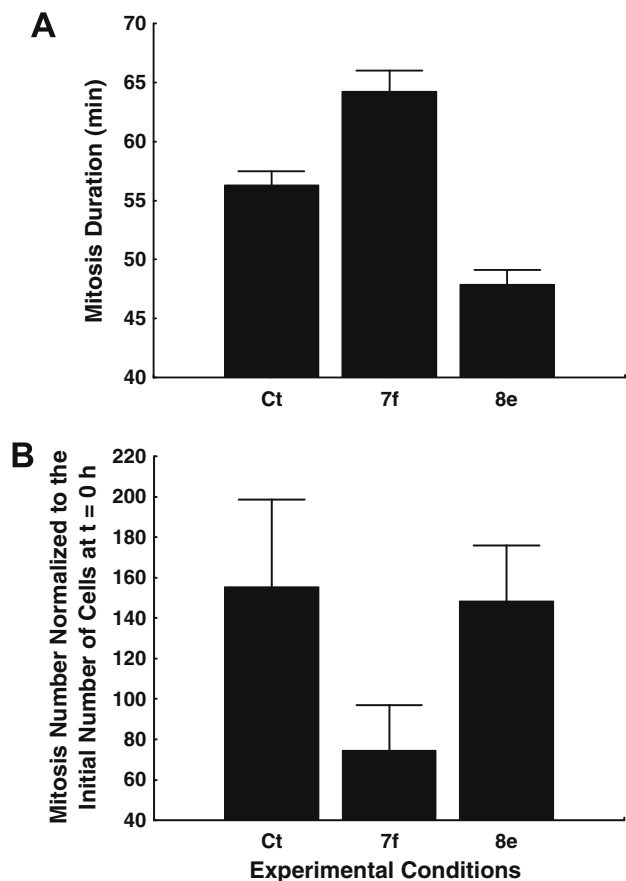 A
Mitosis Duration (min)
70
65
60
55
50
45
40
Ct 7f 8e
B
Mitosis Number Normalized to the
Initial Number of Cells at t = 0 h
220
200
180
160
140
120
100
80
60
40
Ct 7f 8e
Experimental Conditions